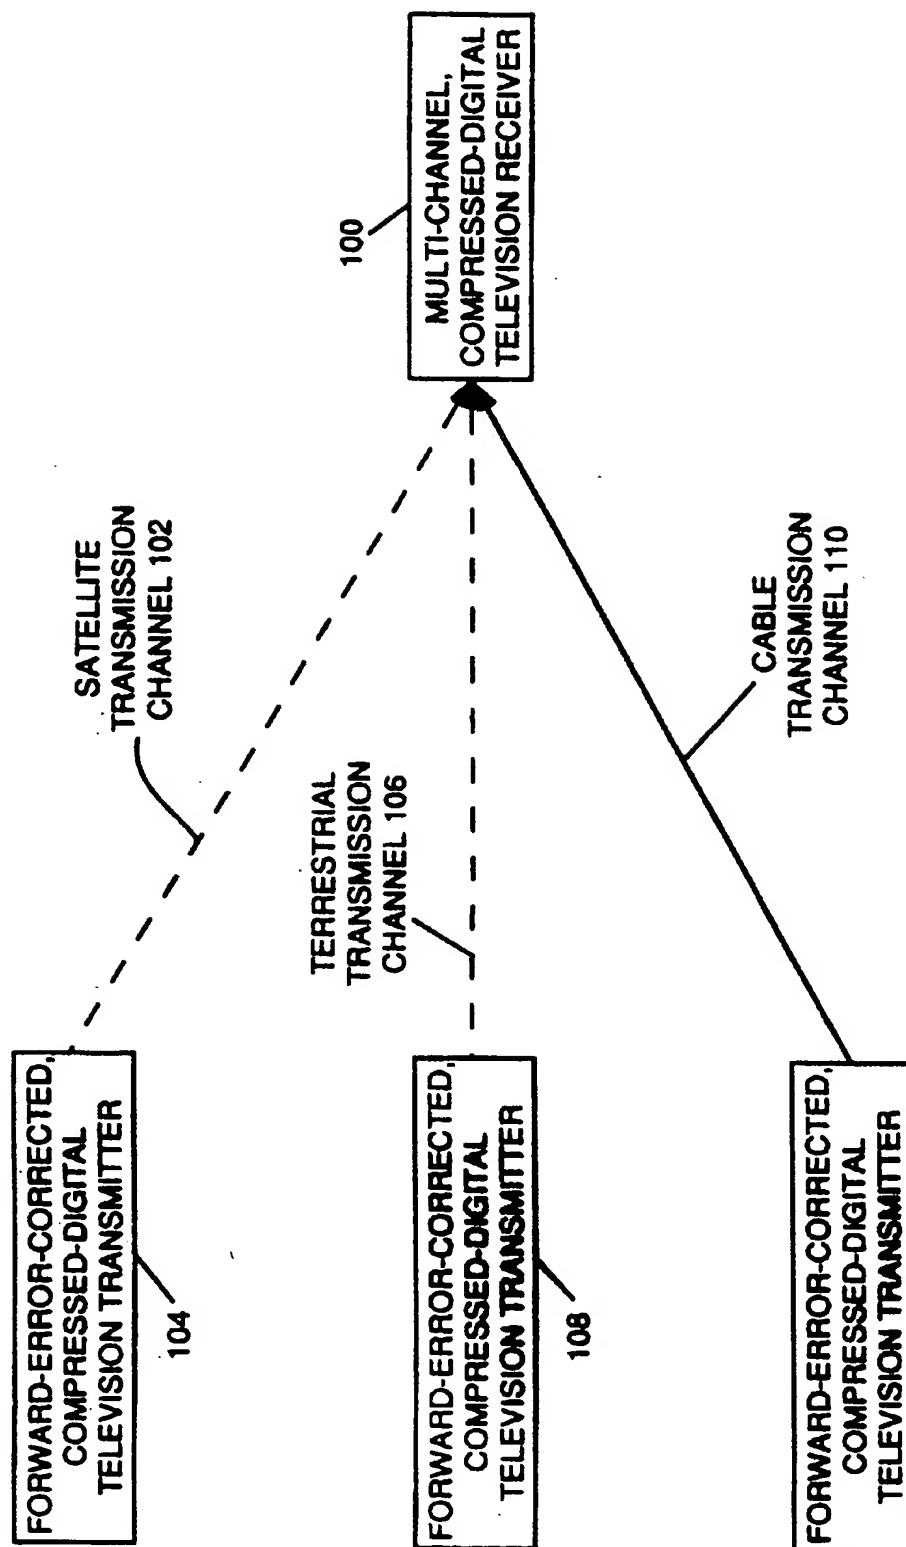 FORWARD-ERROR-CORRECTED,
COMPRESSED-DIGITAL
TELEVISION TRANSMITTER
104
SATELLITE
TRANSMISSION
CHANNEL 102
FORWARD-ERROR-CORRECTED,
COMPRESSED-DIGITAL
TELEVISION TRANSMITTER
108
TERRESTRIAL
TRANSMISSION
CHANNEL 106
100
MULTI-CHANNEL,
COMPRESSED-DIGITAL
TELEVISION RECEIVER
FORWARD-ERROR-CORRECTED,
COMPRESSED-DIGITAL
TELEVISION TRANSMITTER
CABLE
TRANSMISSION
CHANNEL 110